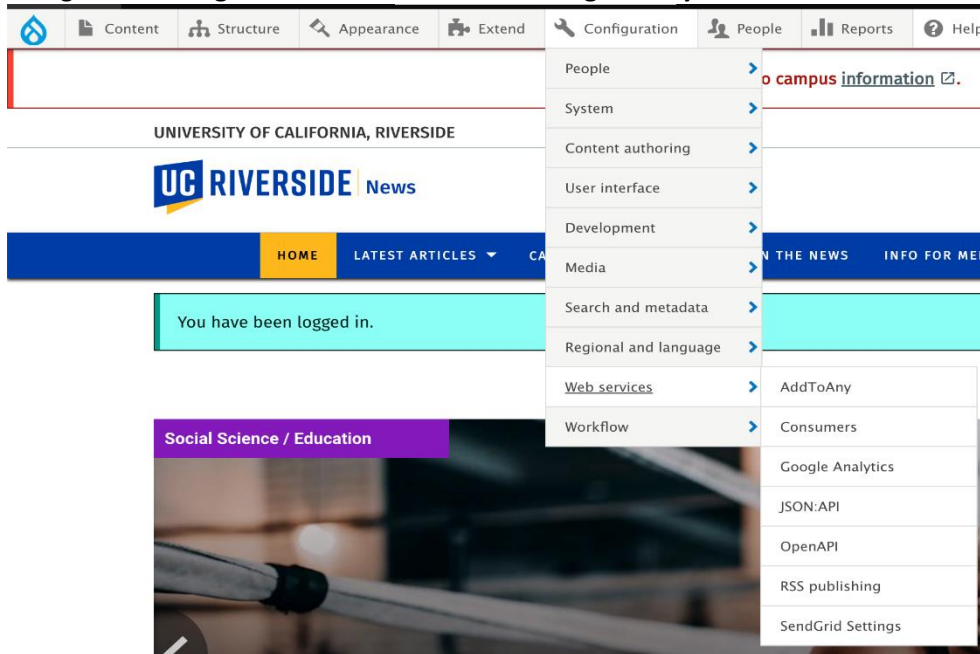 Content Structure Appearance Extend Configuration People Reports Help
People
o campus information.
System
UNIVERSITY OF CALIFORNIA, RIVERSIDE
Content authoring
UC RIVERSIDE News
User interface
Development
HOME LATEST ARTICLES CA N THE NEWS INFO FOR ME
Media
Search and metadata
You have been logged in.
Regional and language
Web services
AddToAny
Workflow
Consumers
Social Science / Education
Google Analytics
JSON:API
OpenAPI
RSS publishing
SendGrid Settings